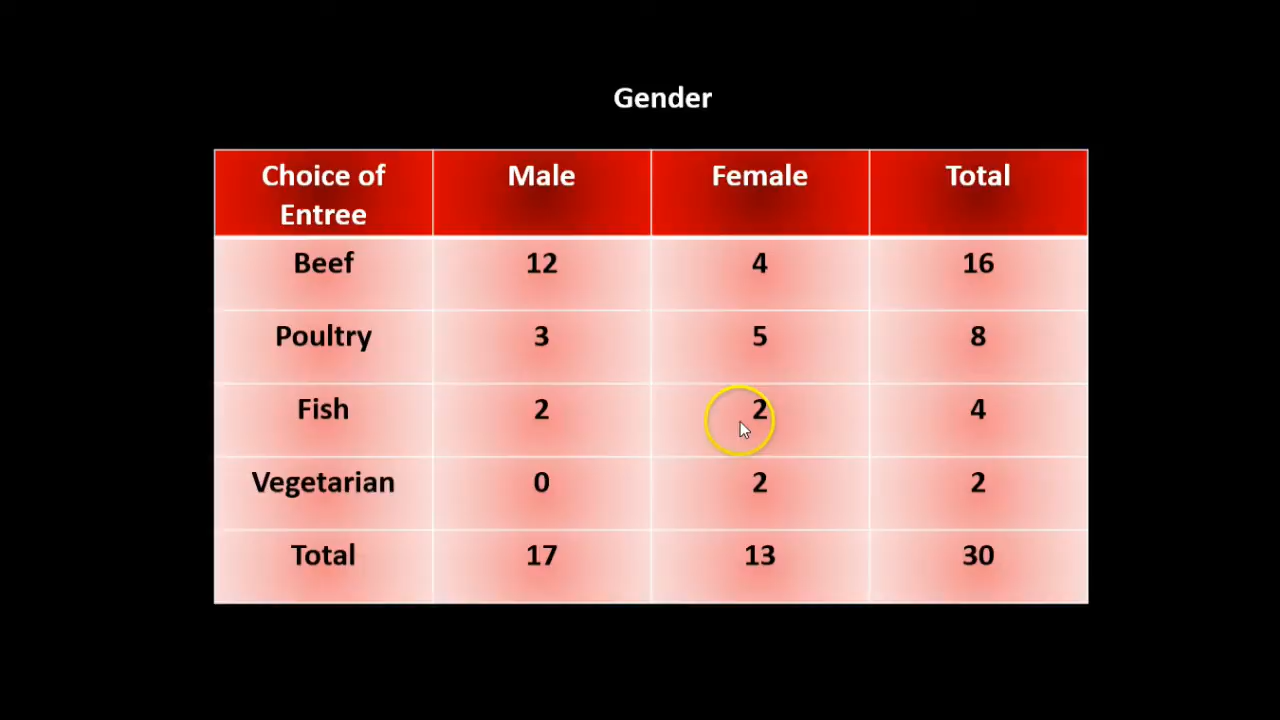 Gender
Choice of Entree Male Female Total
Beef 12 4 16
Poultry 3 5 8
Fish 2 2 4
Vegetarian 0 2 2
Total 17 13 30